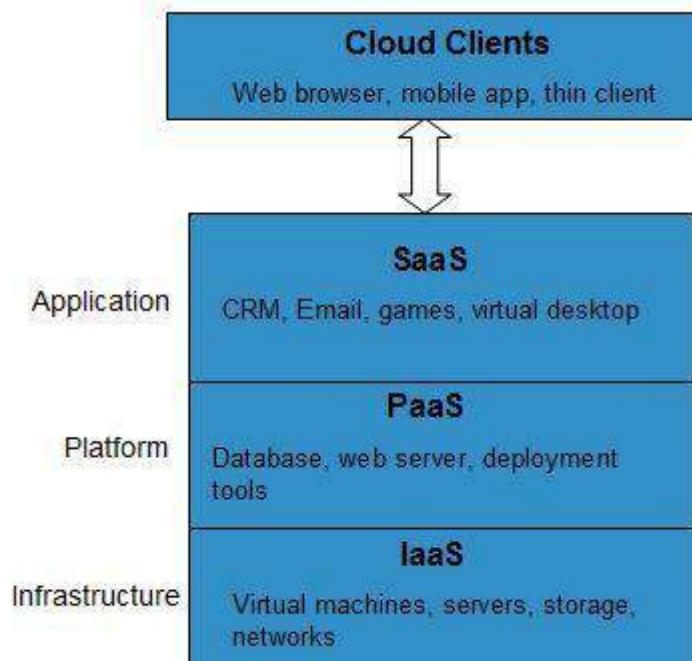 Cloud Clients
Web browser, mobile app, thin client
SaaS
Application
CRM, Email, games, virtual desktop
PaaS
Platform
Database, web server, deployment
tools
IaaS
Infrastructure
Virtual machines, servers, storage,
networks